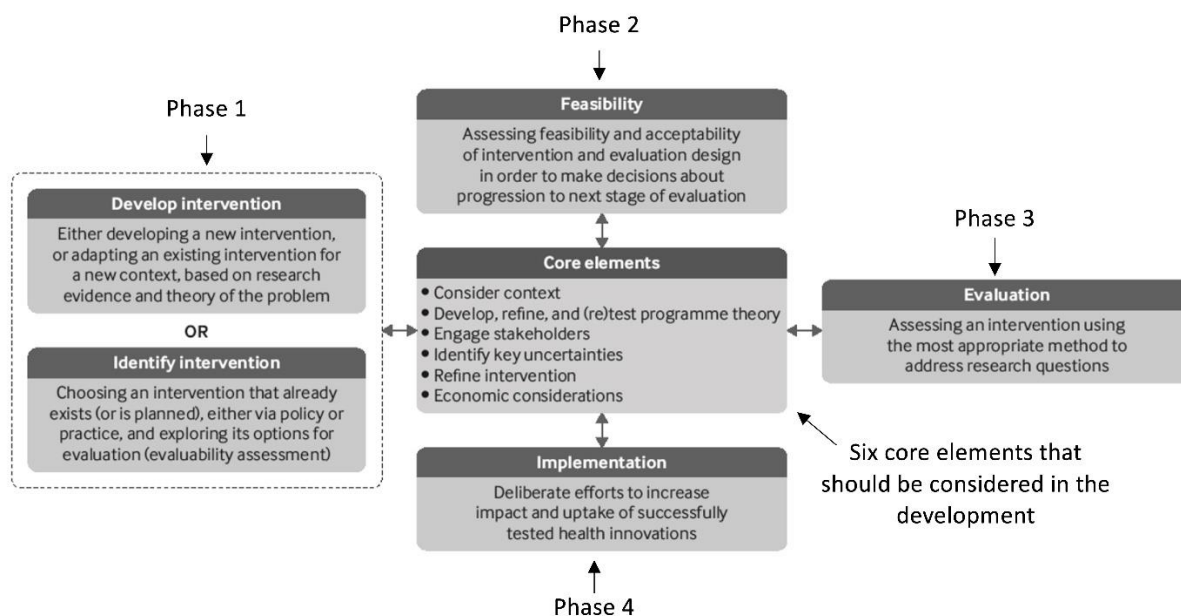 Phase 2
Phase 1
Feasibility
Assessing feasibility and acceptability
of intervention and evaluation design
in order to make decisions about
progression to next stage of evaluation
Develop intervention
Either developing a new intervention,
or adapting an existing intervention for
a new context, based on research
evidence and theory of the problem
OR
Identify intervention
Choosing an intervention that already
exists (or is planned), either via policy or
practice, and exploring its options for
evaluation (evaluability assessment)
Core elements
• Consider context
• Develop, refine, and (re)test programme theory
• Engage stakeholders
• Identify key uncertainties
• Refine intervention
• Economic considerations
Phase 3
Evaluation
Assessing an intervention using
the most appropriate method to
address research questions
Six core elements that
should be considered in the
development
Implementation
Deliberate efforts to increase
impact and uptake of successfully
tested health innovations
Phase 4